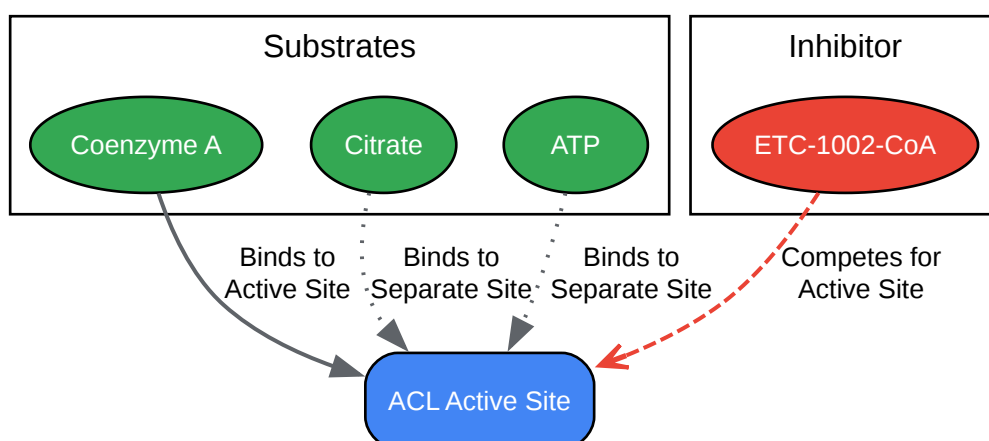 Substrates
Inhibitor
Coenzyme A
Citrate
ATP
ETC-1002-CoA
Binds to
Active Site
Binds to
Separate Site
Binds to
Separate Site
Competes for
Active Site
ACL Active Site